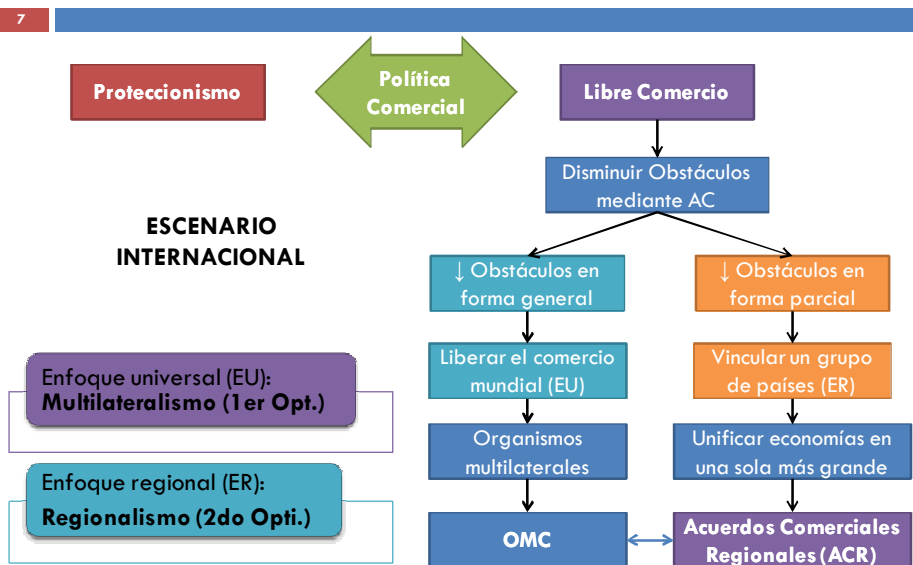 7
Proteccionismo
Política
Comercial
Libre Comercio
Disminuir Obstáculos
mediante AC
ESCENARIO
INTERNACIONAL
↓ Obstáculos en
forma general
↓ Obstáculos en
forma parcial
Liberar el comercio
mundial (EU)
Vincular un grupo
de países (ER)
Enfoque universal (EU):
Multilateralismo (1er Opt.)
Organismos
multilaterales
Unificar economías en
una sola más grande
Enfoque regional (ER):
Regionalismo (2do Opti.)
OMC
Acuerdos Comerciales
Regionales (ACR)